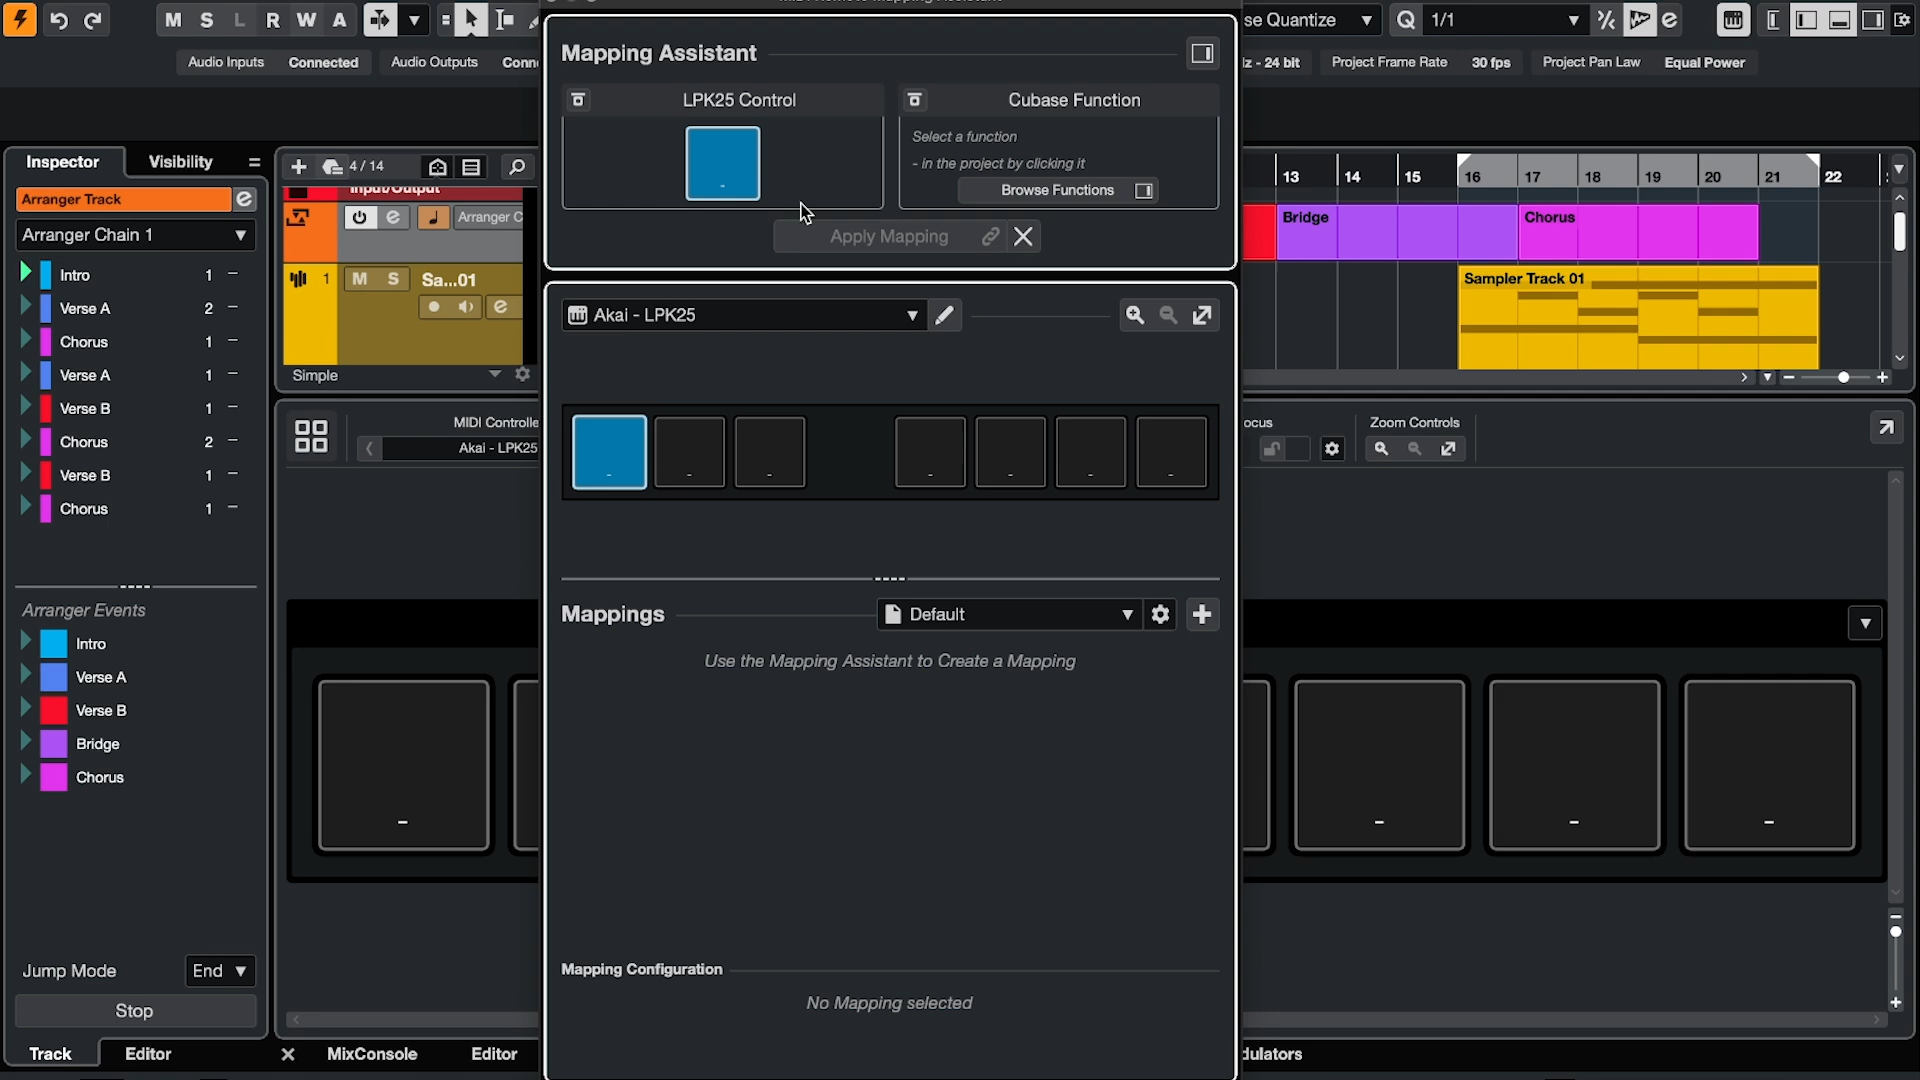 M S L R W A
se Quantize
1/1
Audio Inputs Connected
Audio Outputs Conn
z - 24 bit
Project Frame Rate 30 fps
Project Pan Law Equal Power
Mapping Assistant
LPK25 Control
-
Cubase Function
Select a function
- in the project by clicking it
Browse Functions
Apply Mapping
Akai - LPK25
- - - - - - -
Mappings
Default
Use the Mapping Assistant to Create a Mapping
Mapping Configuration
No Mapping selected
Inspector
Visibility
Arranger Track
Arranger Chain 1
Intro 1 -
Verse A 2 -
Chorus 1 -
Verse A 1 -
Verse B 1 -
Chorus 2 -
Verse B 1 -
Chorus 1 -
Arranger Events
Intro
Verse A
Verse B
Bridge
Chorus
Jump Mode
End
Stop
Track
Editor
4 / 14
Input/Output
Arranger C
1
M S
Sa...01
Simple
MIDI Controlle
Akai - LPK25
13 14 15 16 17 18 19 20 21 22
Bridge
Chorus
Sampler Track 01
ocus
Zoom Controls
- - - -
MixConsole
Editor
dulators